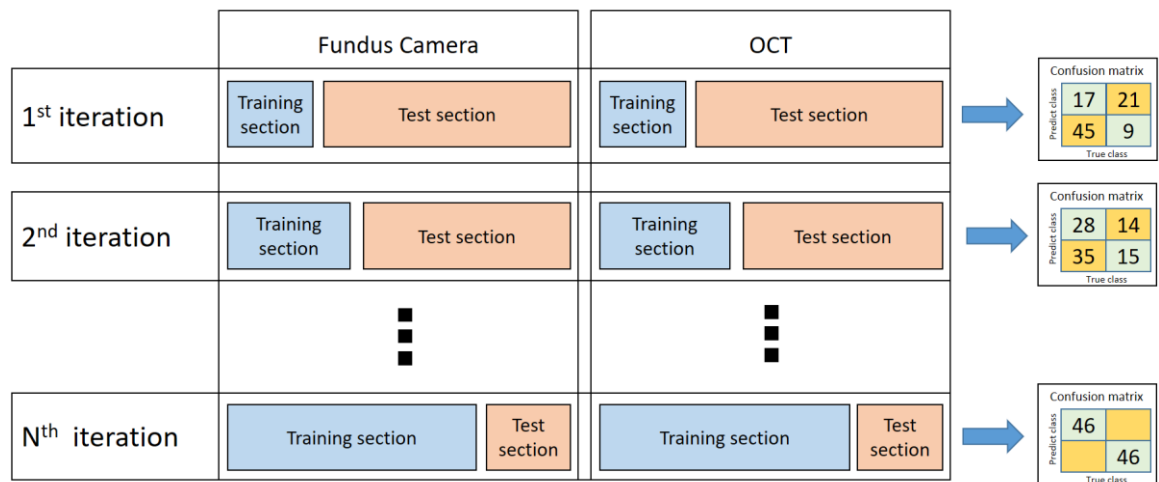 Fundus Camera
OCT
1st iteration
Training
section
Test section
Training
section
Test section
Confusion matrix
Predict class
17 21
45 9
True class
2nd iteration
Training
section
Test section
Training
section
Test section
Confusion matrix
Predict class
28 14
35 15
True class
Nth iteration
Training section
Test
section
Training section
Test
section
Confusion matrix
Predict class
46
46
True class